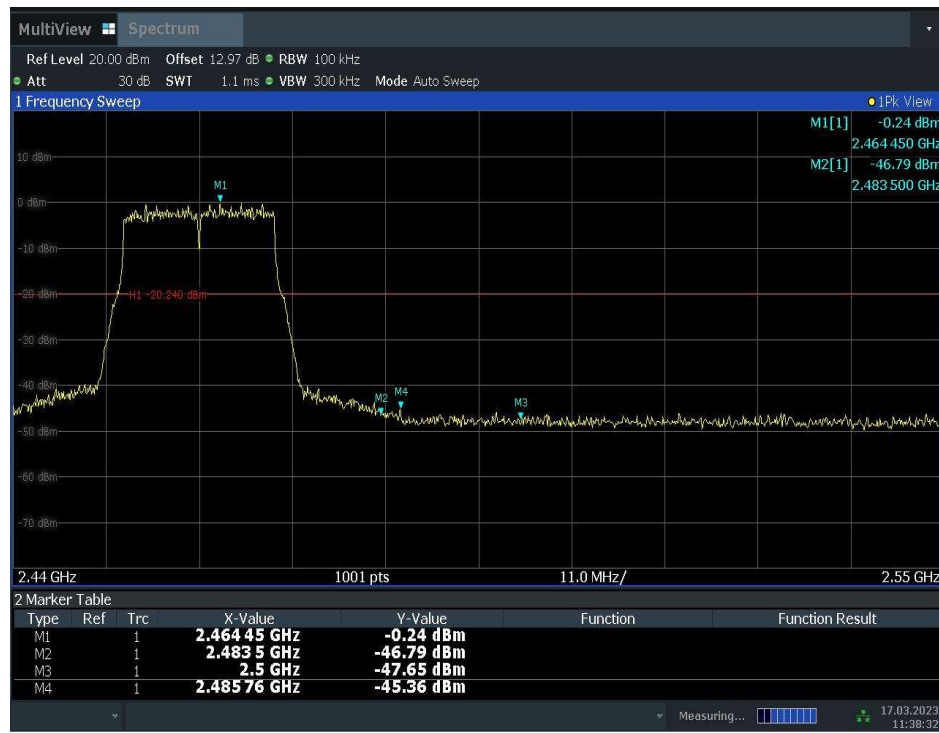 MultiView Spectrum
Ref Level 20.00 dBm Offset 12.97 dB RBW 100 kHz
Att 30 dB SWT 1.1 ms VBW 300 kHz Mode Auto Sweep
1 Frequency Sweep 1Pk View
M1[1] -0.24 dBm
2.464 450 GHz
10 dBm
M2[1] -46.79 dBm
M1 2.483 500 GHz
0 dBm
-10 dBm
-20 dBm H1 -20.240 dBm
-30 dBm
-40 dBm
M2 M4 M3
-50 dBm
-60 dBm
-70 dBm
2.44 GHz 1001 pts 11.0 MHz/ 2.55 GHz
2 Marker Table
Type Ref Trc X-Value Y-Value Function Function Result
M1 1 2.464 45 GHz -0.24 dBm
M2 1 2.483 5 GHz -46.79 dBm
M3 1 2.5 GHz -47.65 dBm
M4 1 2.485 76 GHz -45.36 dBm
Measuring... 17.03.2023
11:38:32